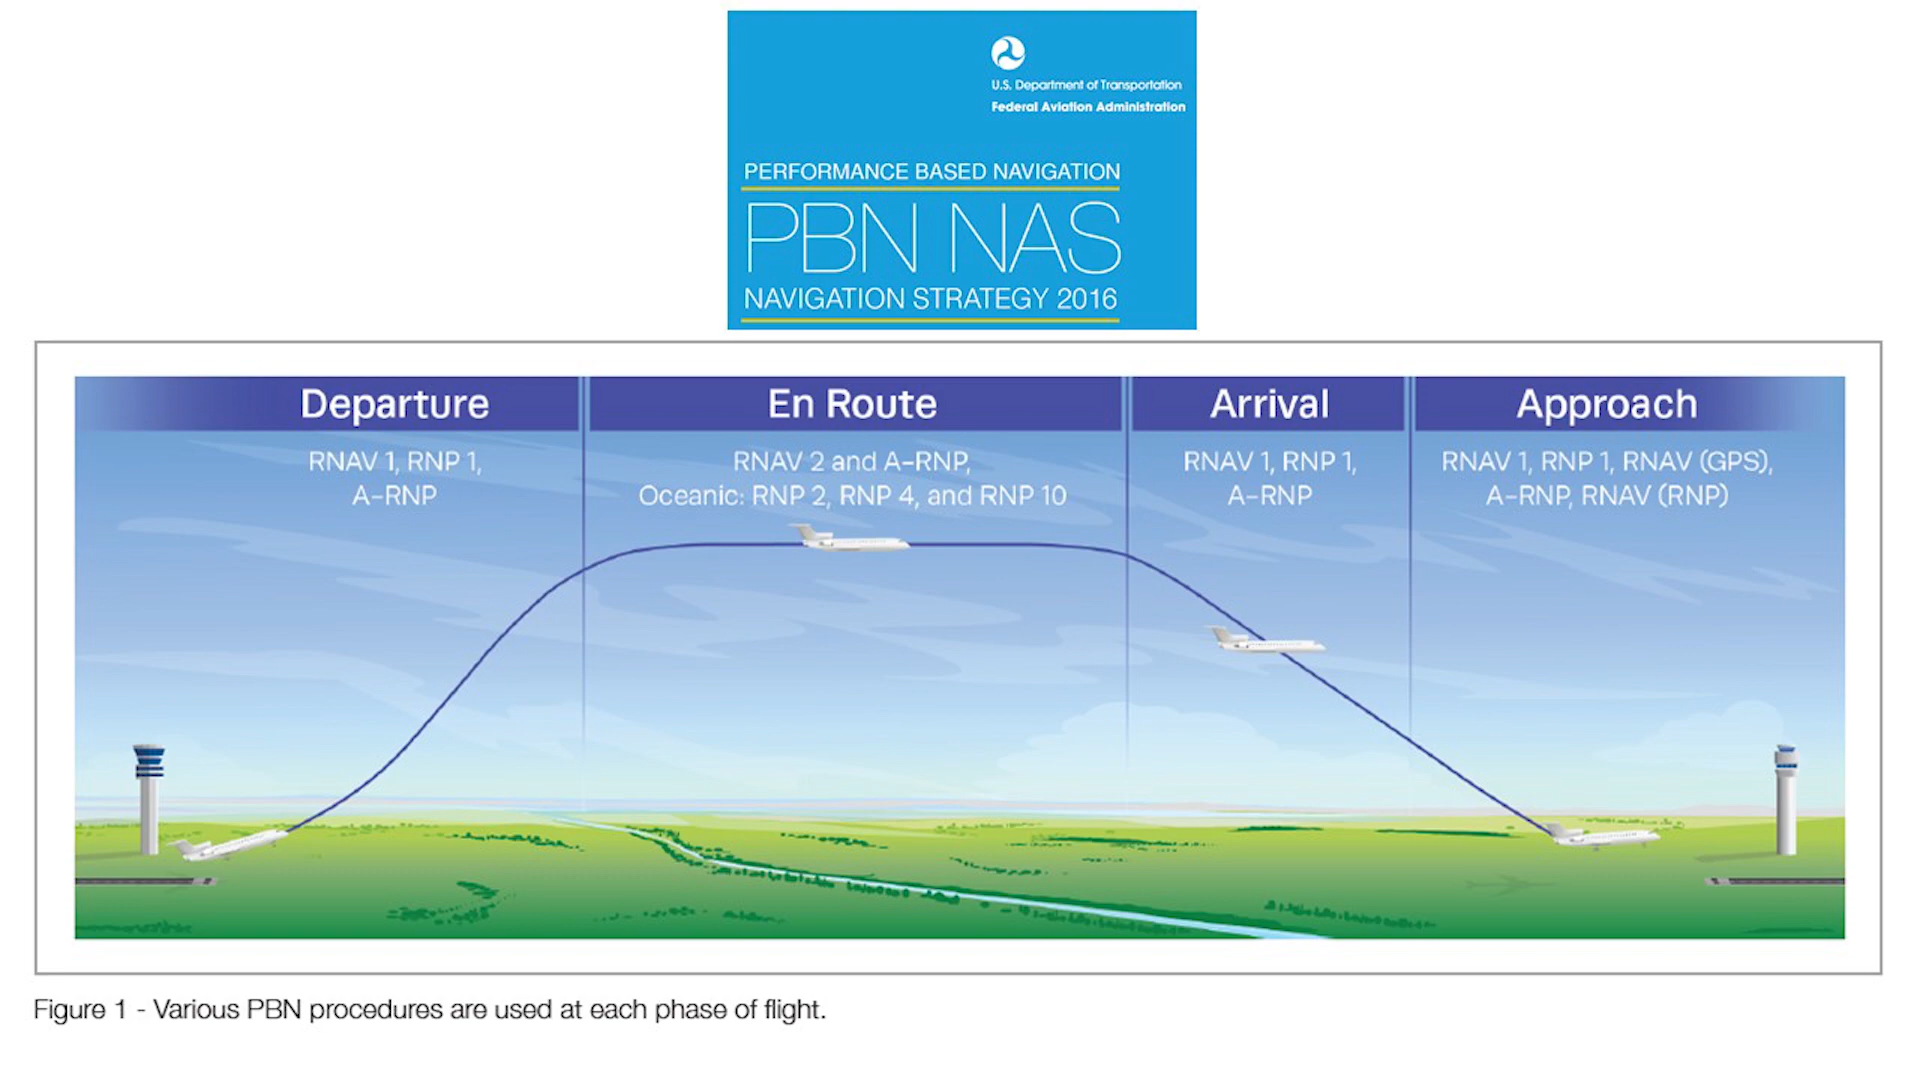 U.S. Department of Transportation
Federal Aviation Administration
PERFORMANCE BASED NAVIGATION
PBN NAS
NAVIGATION STRATEGY 2016
Departure
RNAV 1, RNP 1,
A-RNP
En Route
RNAV 2 and A-RNP,
Oceanic: RNP 2, RNP 4, and RNP 10
Arrival
RNAV 1, RNP 1,
A-RNP
Approach
RNAV 1, RNP 1, RNAV (GPS),
A-RNP, RNAV (RNP)
Figure 1 - Various PBN procedures are used at each phase of flight.